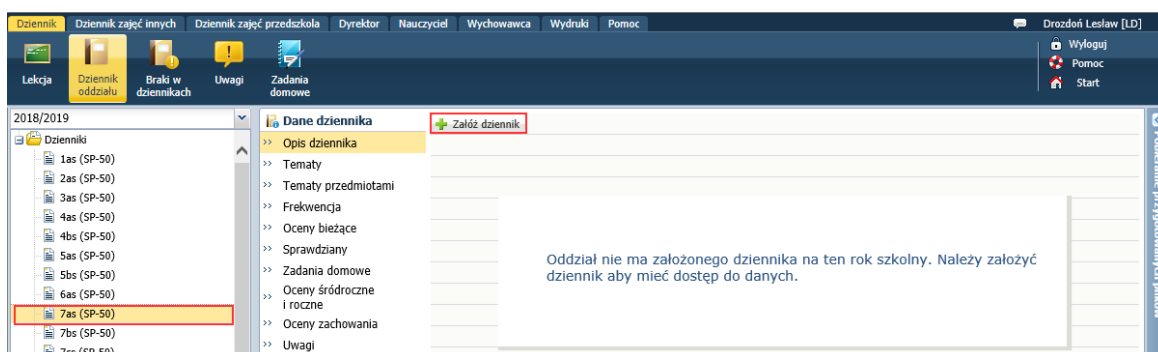 Dziennik Dziennik zajęć innych Dziennik zajęć przedszkola Dyrektor Nauczyciel Wychowawca Wydruki Pomoc Drozdoń Lesław [LD]
Lekcja
Dziennik
oddziału
Braki w
dziennikach
Uwagi
Zadania
domowe
Wyloguj
Pomoc
Start
2018/2019
Dzienniki
1as (SP-50)
2as (SP-50)
3as (SP-50)
4as (SP-50)
4bs (SP-50)
5as (SP-50)
5bs (SP-50)
6as (SP-50)
7as (SP-50)
7bs (SP-50)
Dane dziennika
Opis dziennika
Tematy
Tematy przedmiotami
Frekwencja
Oceny bieżące
Sprawdziany
Zadania domowe
Oceny śródroczne
i roczne
Oceny zachowania
Uwagi
Załóż dziennik
Oddział nie ma założonego dziennika na ten rok szkolny. Należy założyć
dziennik aby mieć dostęp do danych.